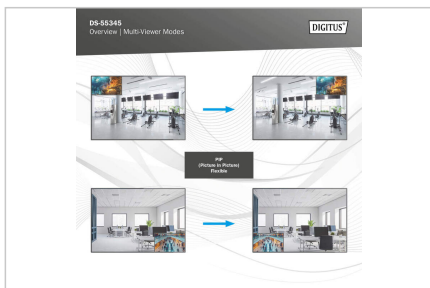 DS-55345
Overview | Multi-Viewer Modes
DIGITUS®
PIP
(Picture in Picture)
Flexible